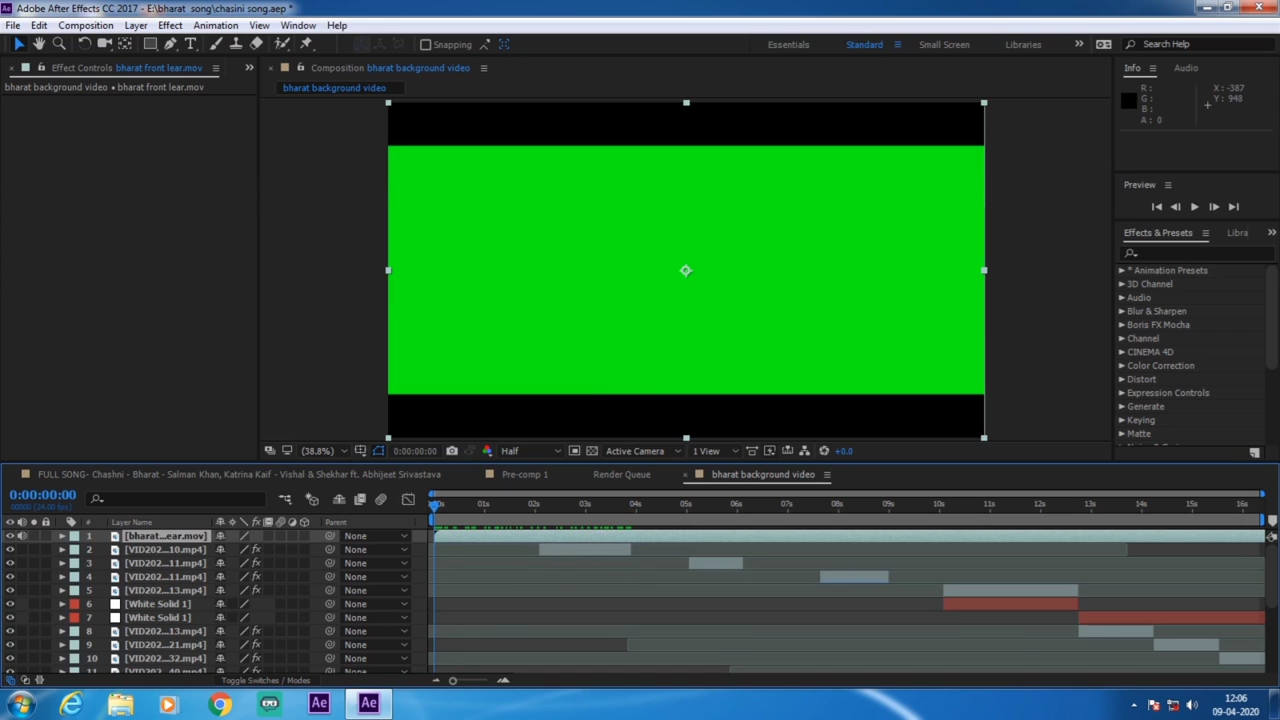 Adobe After Effects CC 2017 - E:\bharat song\chasini song.aep *
File Edit Composition Layer Effect Animation View Window Help
Snapping Essentials Standard Small Screen Libraries Search Help
Effect Controls bharat front lear.mov
Composition bharat background video
Info Audio
bharat background video • bharat front lear.mov
bharat background video
R :
G :
B :
A : 0
X : -387
Y : 948
Preview
Effects & Presets Libra
* Animation Presets
3D Channel
Audio
Blur & Sharpen
Boris FX Mocha
Channel
CINEMA 4D
Color Correction
Distort
Expression Controls
Generate
Keying
Matte
(38.8%) 0:00:00:00 Half Active Camera 1 View +0.0
FULL SONG- Chashni - Bharat - Salman Khan, Katrina Kaif - Vishal & Shekhar ft. Abhijeet Srivastava Pre-comp 1 Render Queue bharat background video
0:00:00:00
00000 (24.00 fps)
01s 02s 03s 04s 05s 06s 07s 08s 09s 10s 11s 12s 13s 14s 15s 16s
# Layer Name Parent
1 [bharat...ear.mov] None
2 [VID202...10.mp4] None
3 [VID202...11.mp4] None
4 [VID202...11.mp4] None
5 [VID202...13.mp4] None
6 [White Solid 1] None
7 [White Solid 1] None
8 [VID202...13.mp4] None
9 [VID202...21.mp4] None
10 [VID202...32.mp4] None
Toggle Switches / Modes
Ae Ae
12:06
09-04-2020